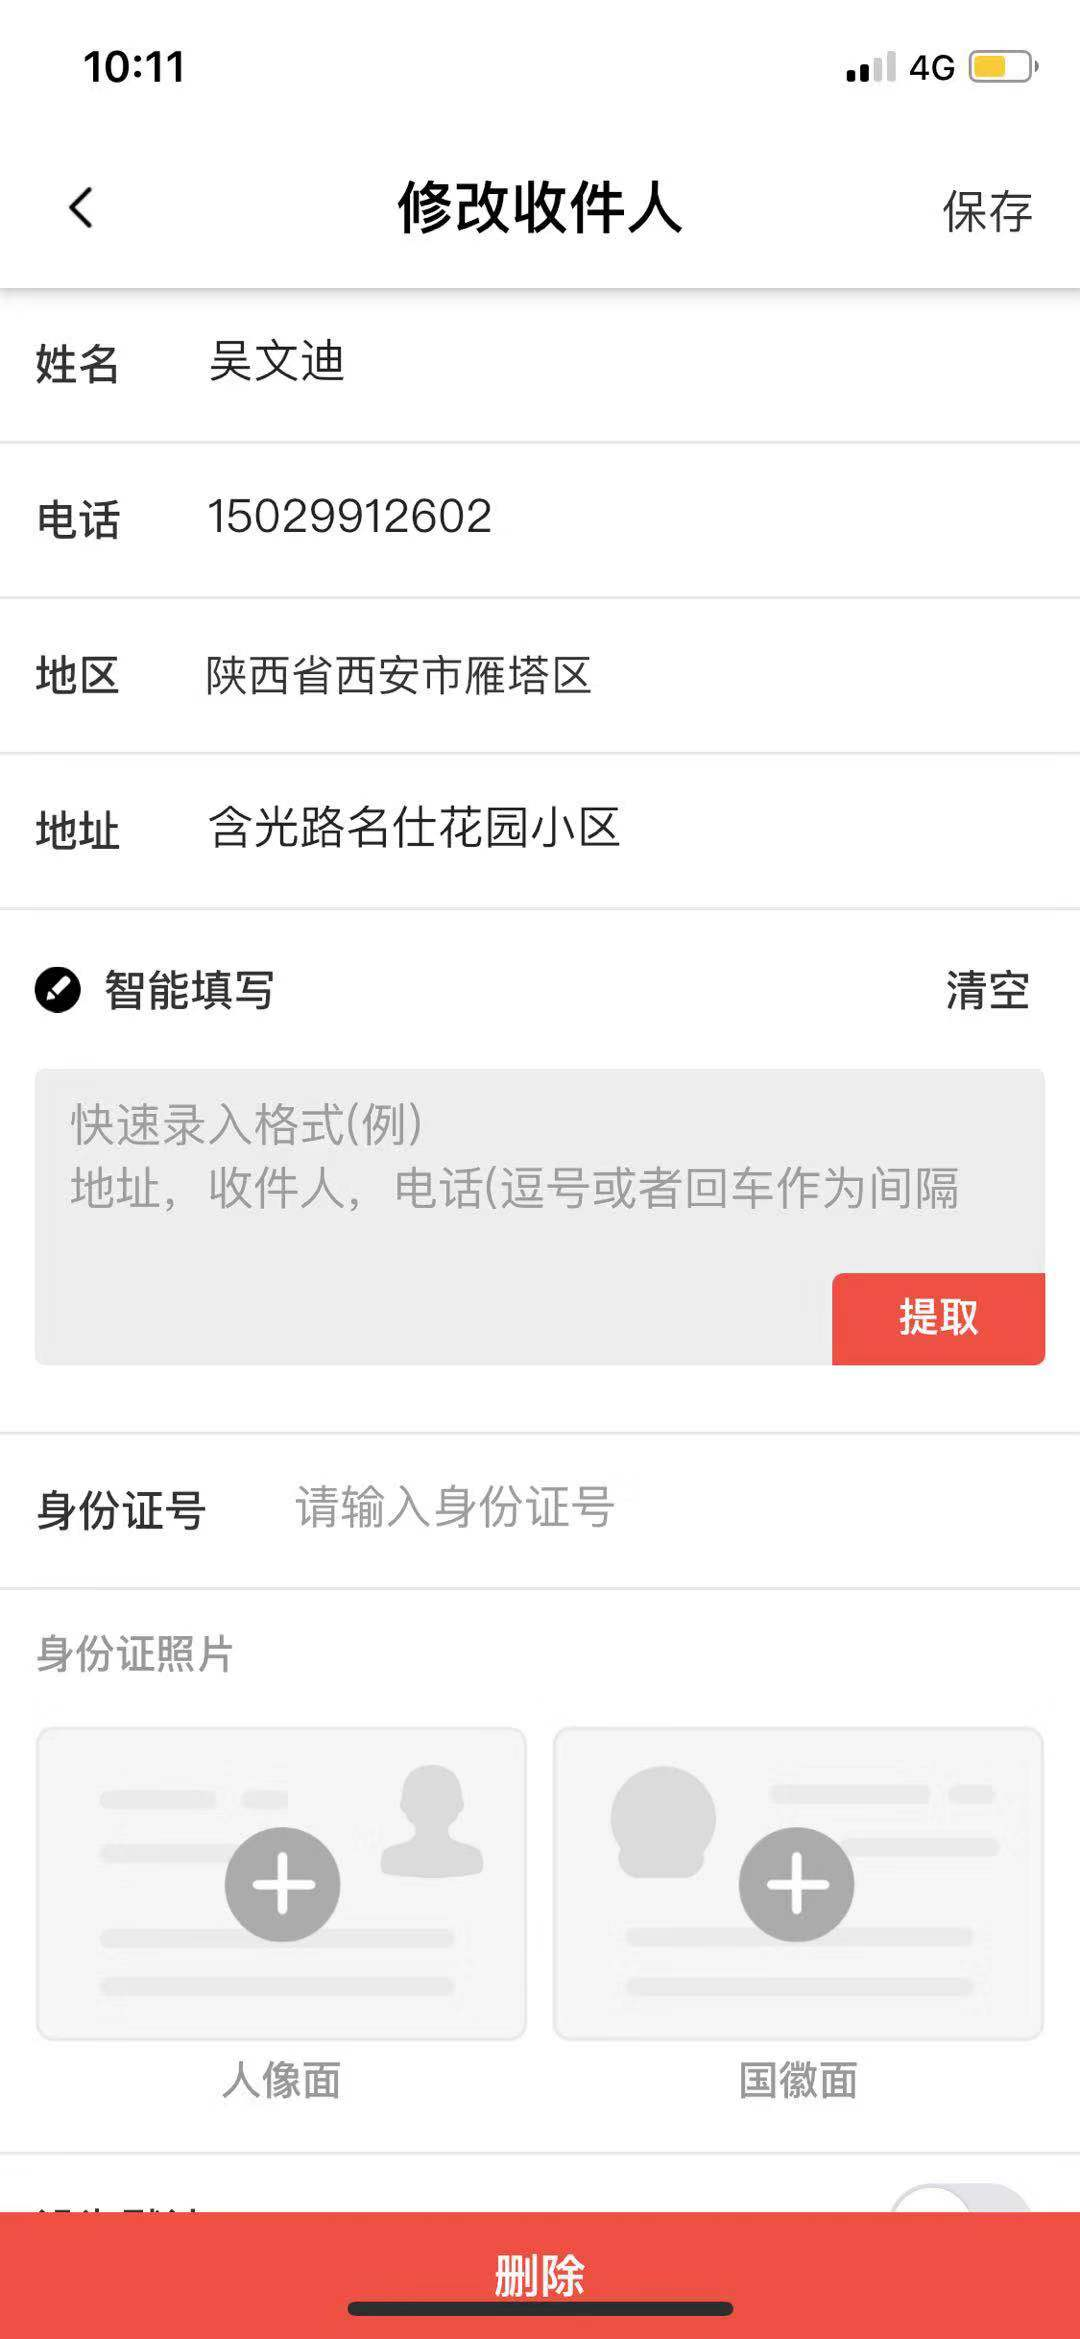 10:11
4G
修改收件人
保存
姓名 吴文迪
电话 15029912602
地区 陕西省西安市雁塔区
地址 含光路名仕花园小区
智能填写
清空
快速录入格式(例)
地址，收件人，电话(逗号或者回车作为间隔
提取
身份证号 请输入身份证号
身份证照片
人像面
国徽面
删除